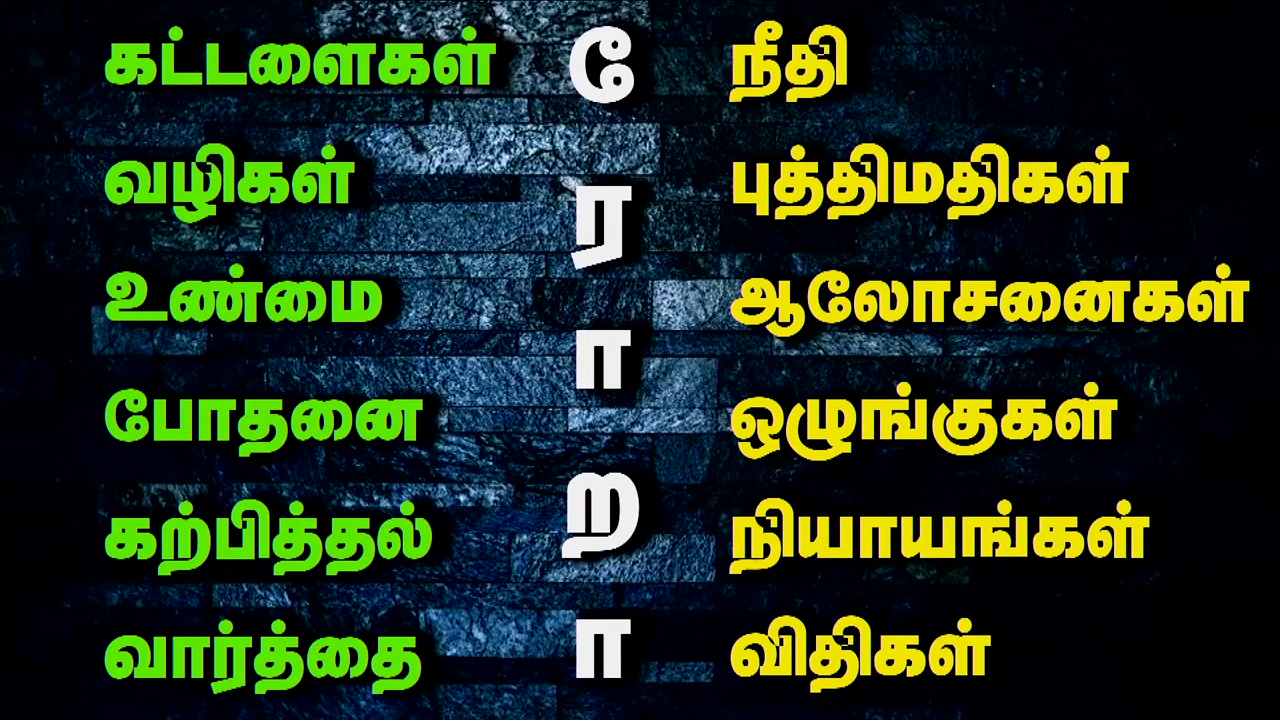 கட்டளைகள்
வழிகள்
உண்மை
போதனை
கற்பித்தல்
வார்த்தை
ே
ர
ா
ற
ா
நீதி
புத்திமதிகள்
ஆலோசனைகள்
ஒழுங்குகள்
நியாயங்கள்
விதிகள்